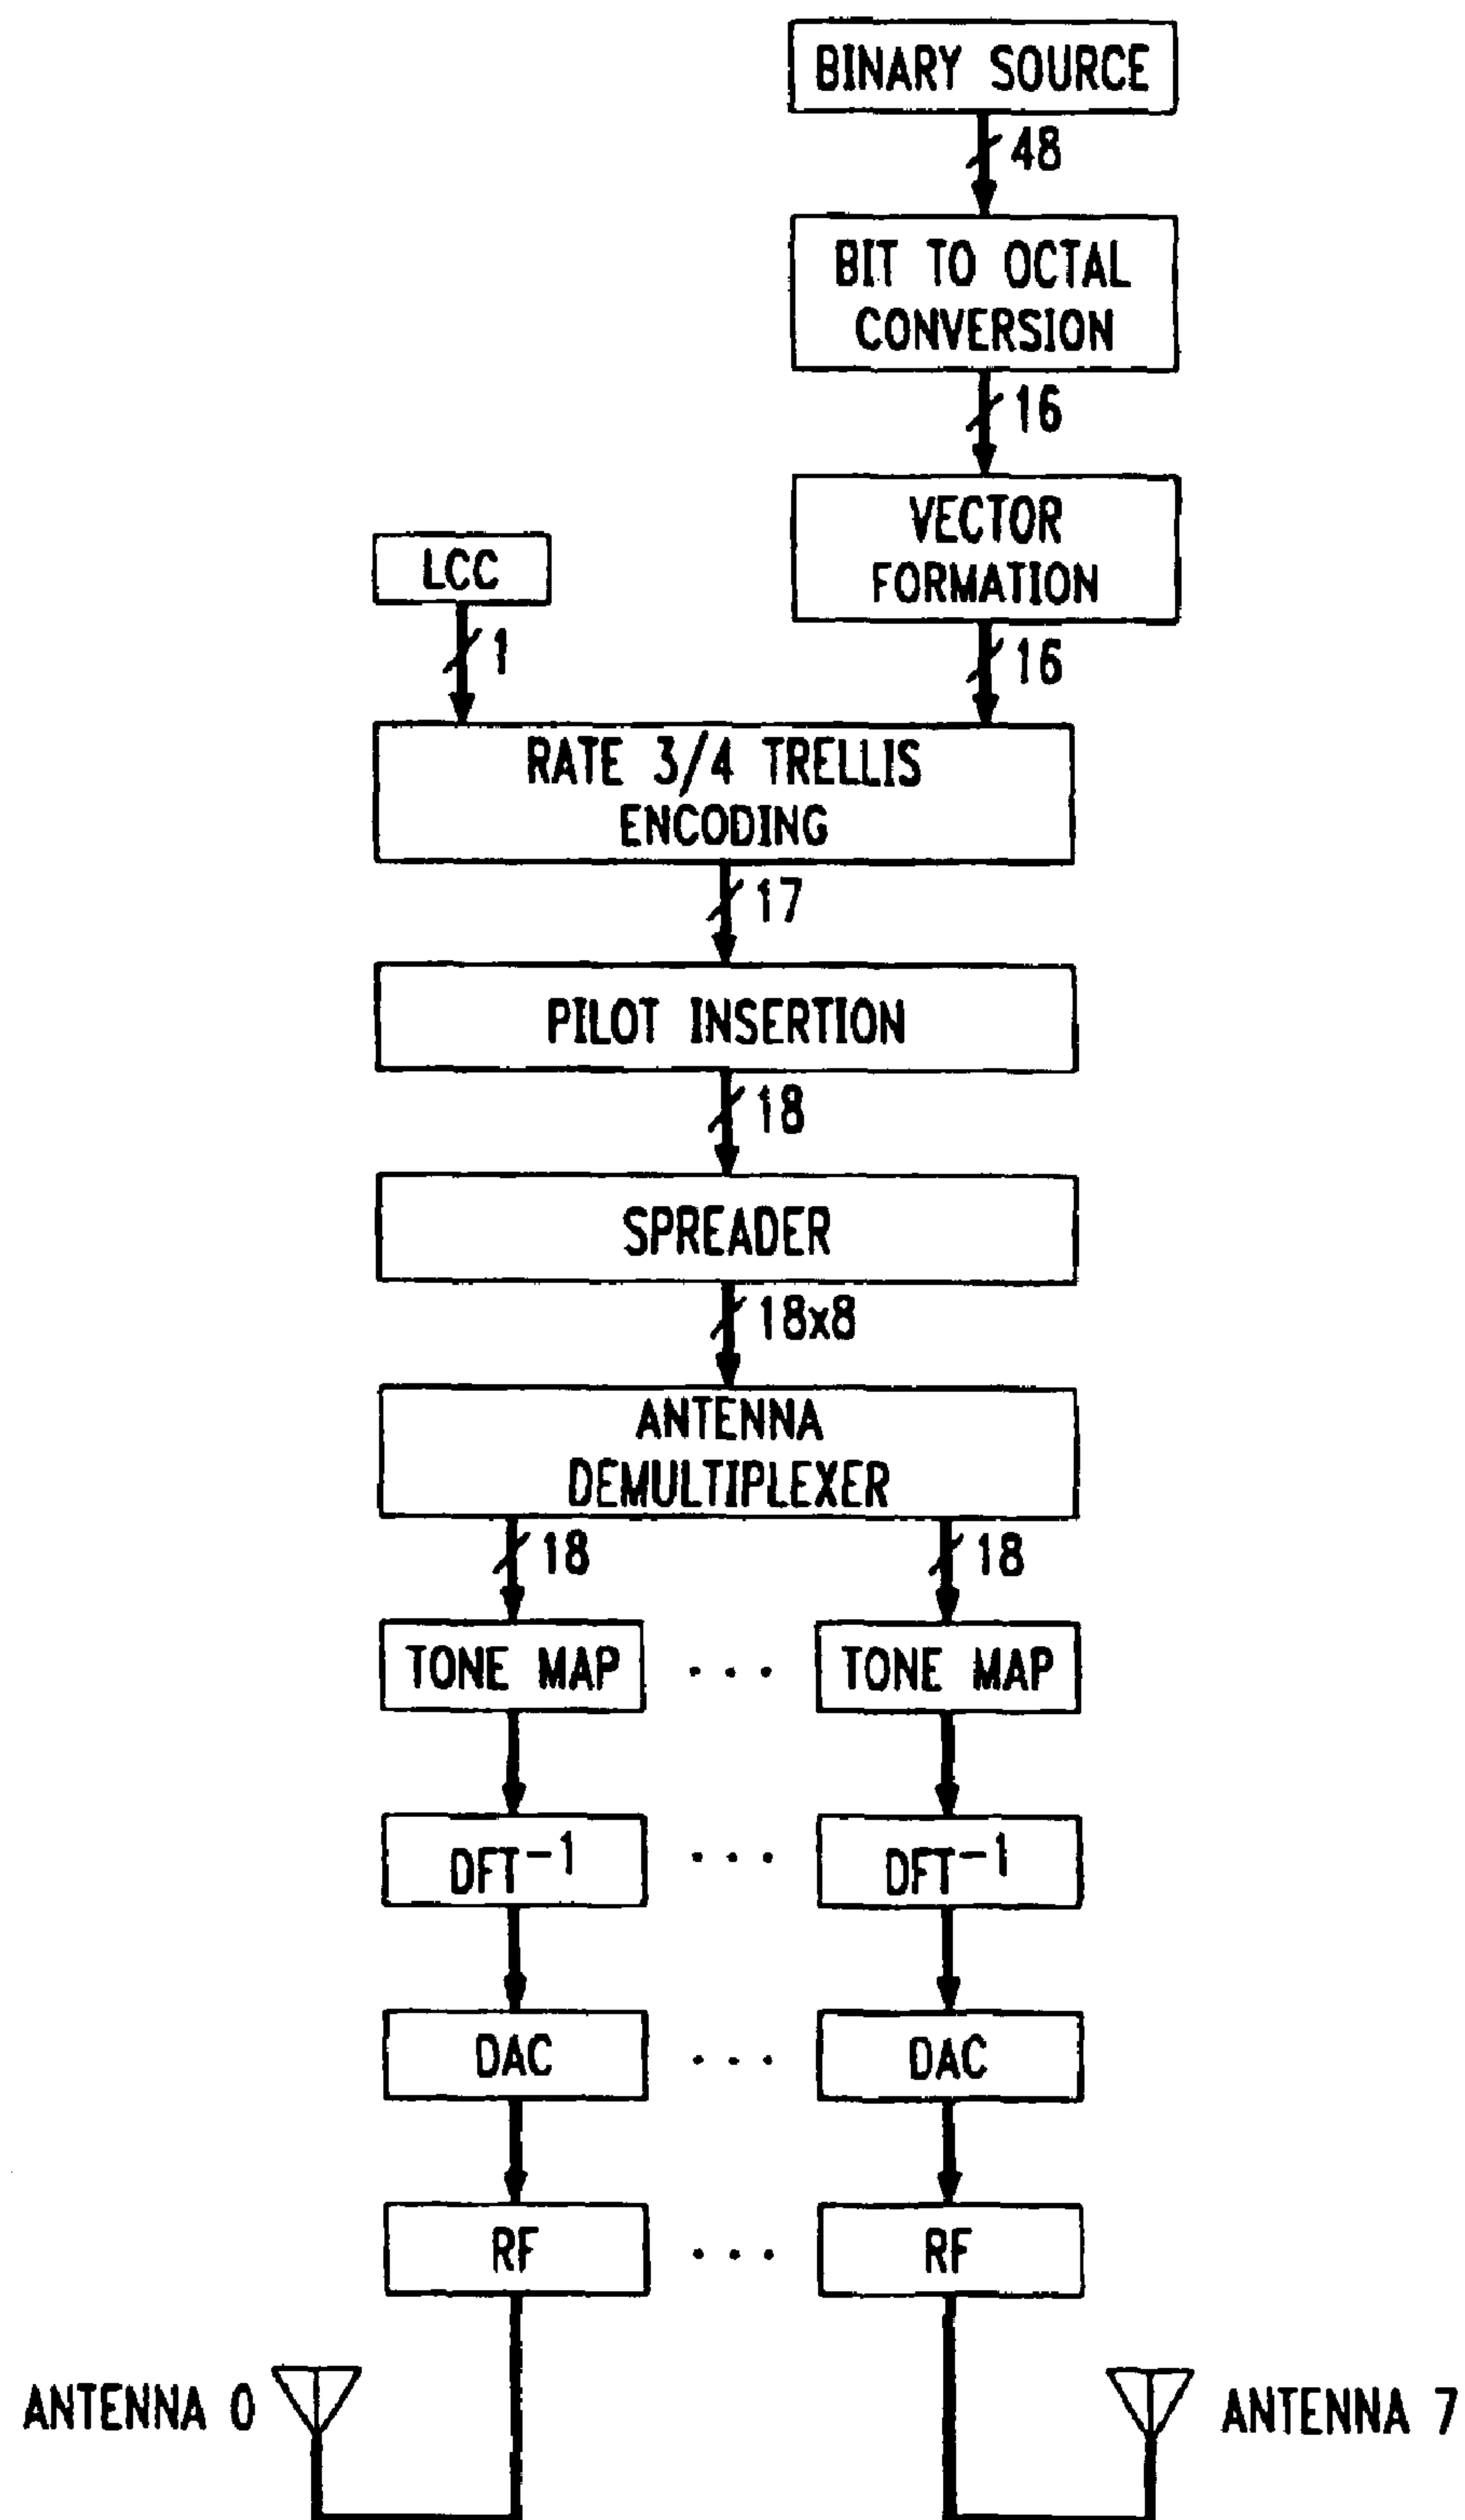 BINARY SOURCE
48
BIT TO OCTAL
CONVERSION
16
VECTOR
FORMATION
LCC
1
16
RATE 3/4 TRELLIS
ENCODING
17
PILOT INSERTION
18
SPREADER
18x8
ANTENNA
DEMULTIPLEXER
18 18
TONE MAP ... TONE MAP
DFT⁻¹ ... DFT⁻¹
DAC ... DAC
RF ... RF
ANTENNA 0 ANTENNA 7